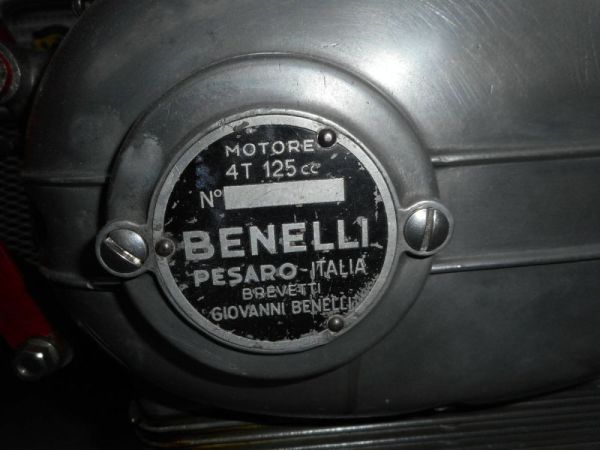 MOTORE
4T 125 cc
N°
BENELLI
PESARO-ITALIA
BREVETTI
GIOVANNI BENELLI